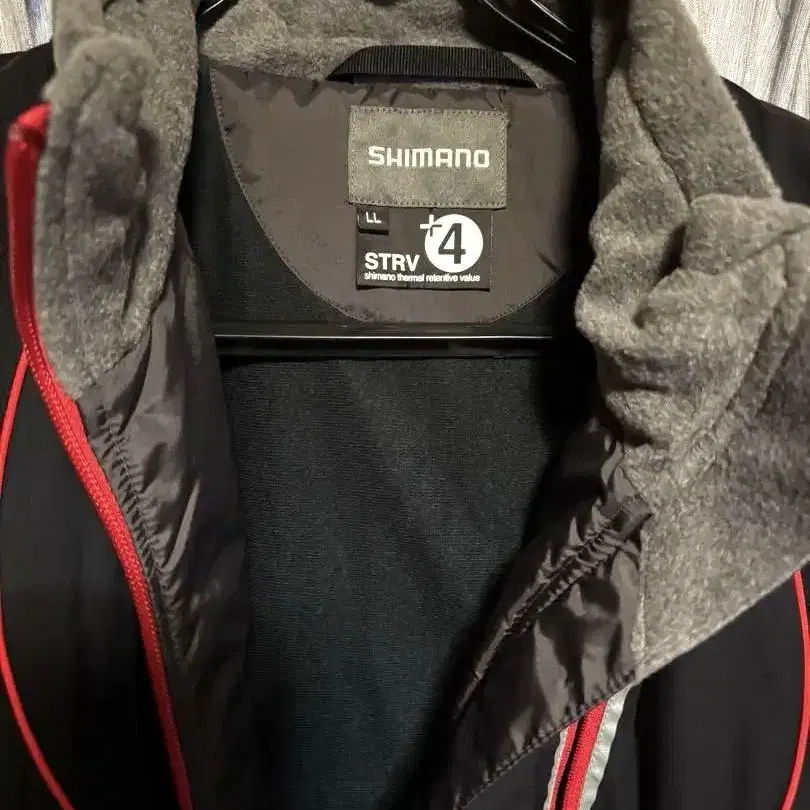 SHIMANO
LL
+4
STRV
shimano thermal retentive value